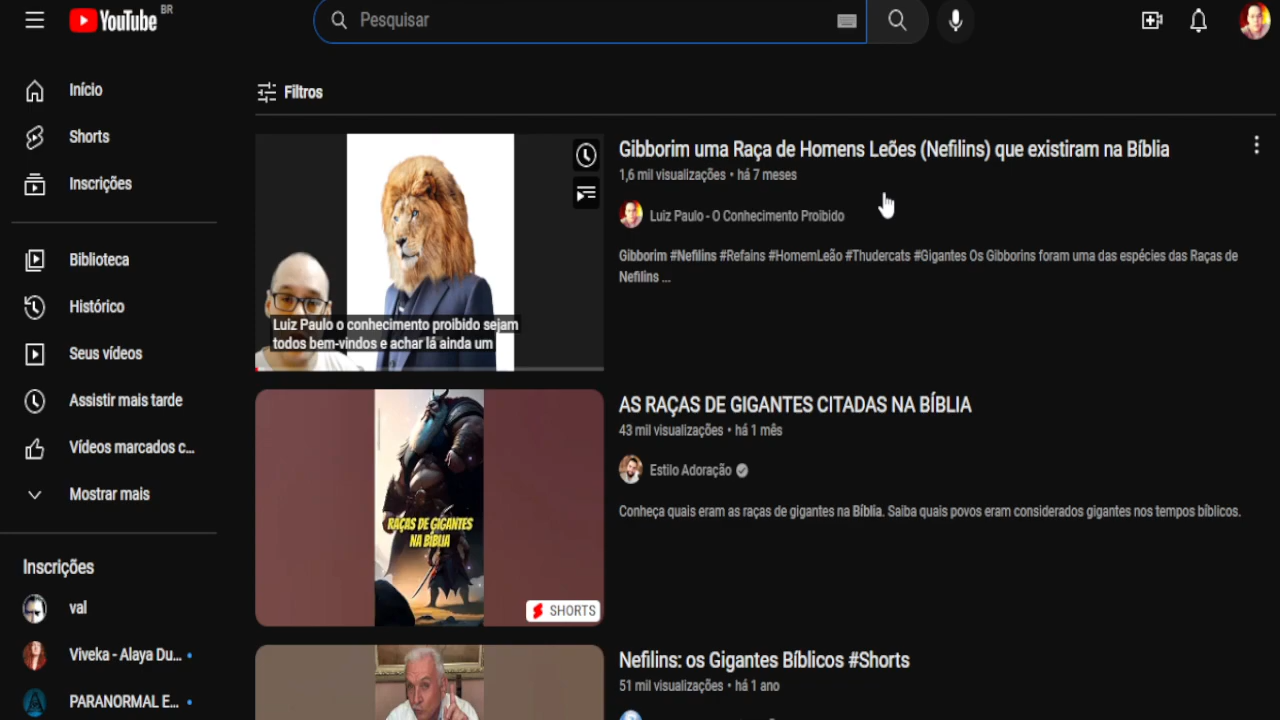 YouTube BR
Pesquisar
Início
Shorts
Inscrições
Biblioteca
Histórico
Seus vídeos
Assistir mais tarde
Vídeos marcados c...
Mostrar mais
Inscrições
val
Viveka - Alaya Du...
PARANORMAL E...
Filtros
Luiz Paulo o conhecimento proibido sejam
todos bem-vindos e achar lá ainda um
Gibborim uma Raça de Homens Leões (Nefilins) que existiram na Bíblia
1,6 mil visualizações • há 7 meses
Luiz Paulo - O Conhecimento Proibido
Gibborim #Nefilins #Refains #HomemLeão #Thudercats #Gigantes Os Gibborins foram uma das espécies das Raças de
Nefilins ...
RAÇAS DE GIGANTES
NA BÍBLIA
SHORTS
AS RAÇAS DE GIGANTES CITADAS NA BÍBLIA
43 mil visualizações • há 1 mês
Estilo Adoração
Conheça quais eram as raças de gigantes na Bíblia. Saiba quais povos eram considerados gigantes nos tempos bíblicos.
Nefilins: os Gigantes Bíblicos #Shorts
51 mil visualizações • há 1 ano